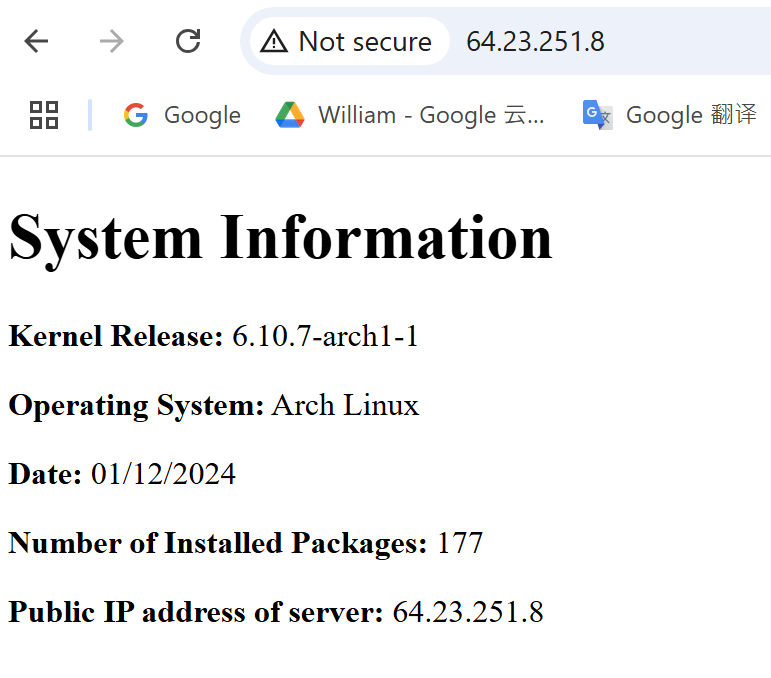 Not secure 64.23.251.8
Google William - Google 云... Google 翻译
System Information
Kernel Release: 6.10.7-arch1-1
Operating System: Arch Linux
Date: 01/12/2024
Number of Installed Packages: 177
Public IP address of server: 64.23.251.8